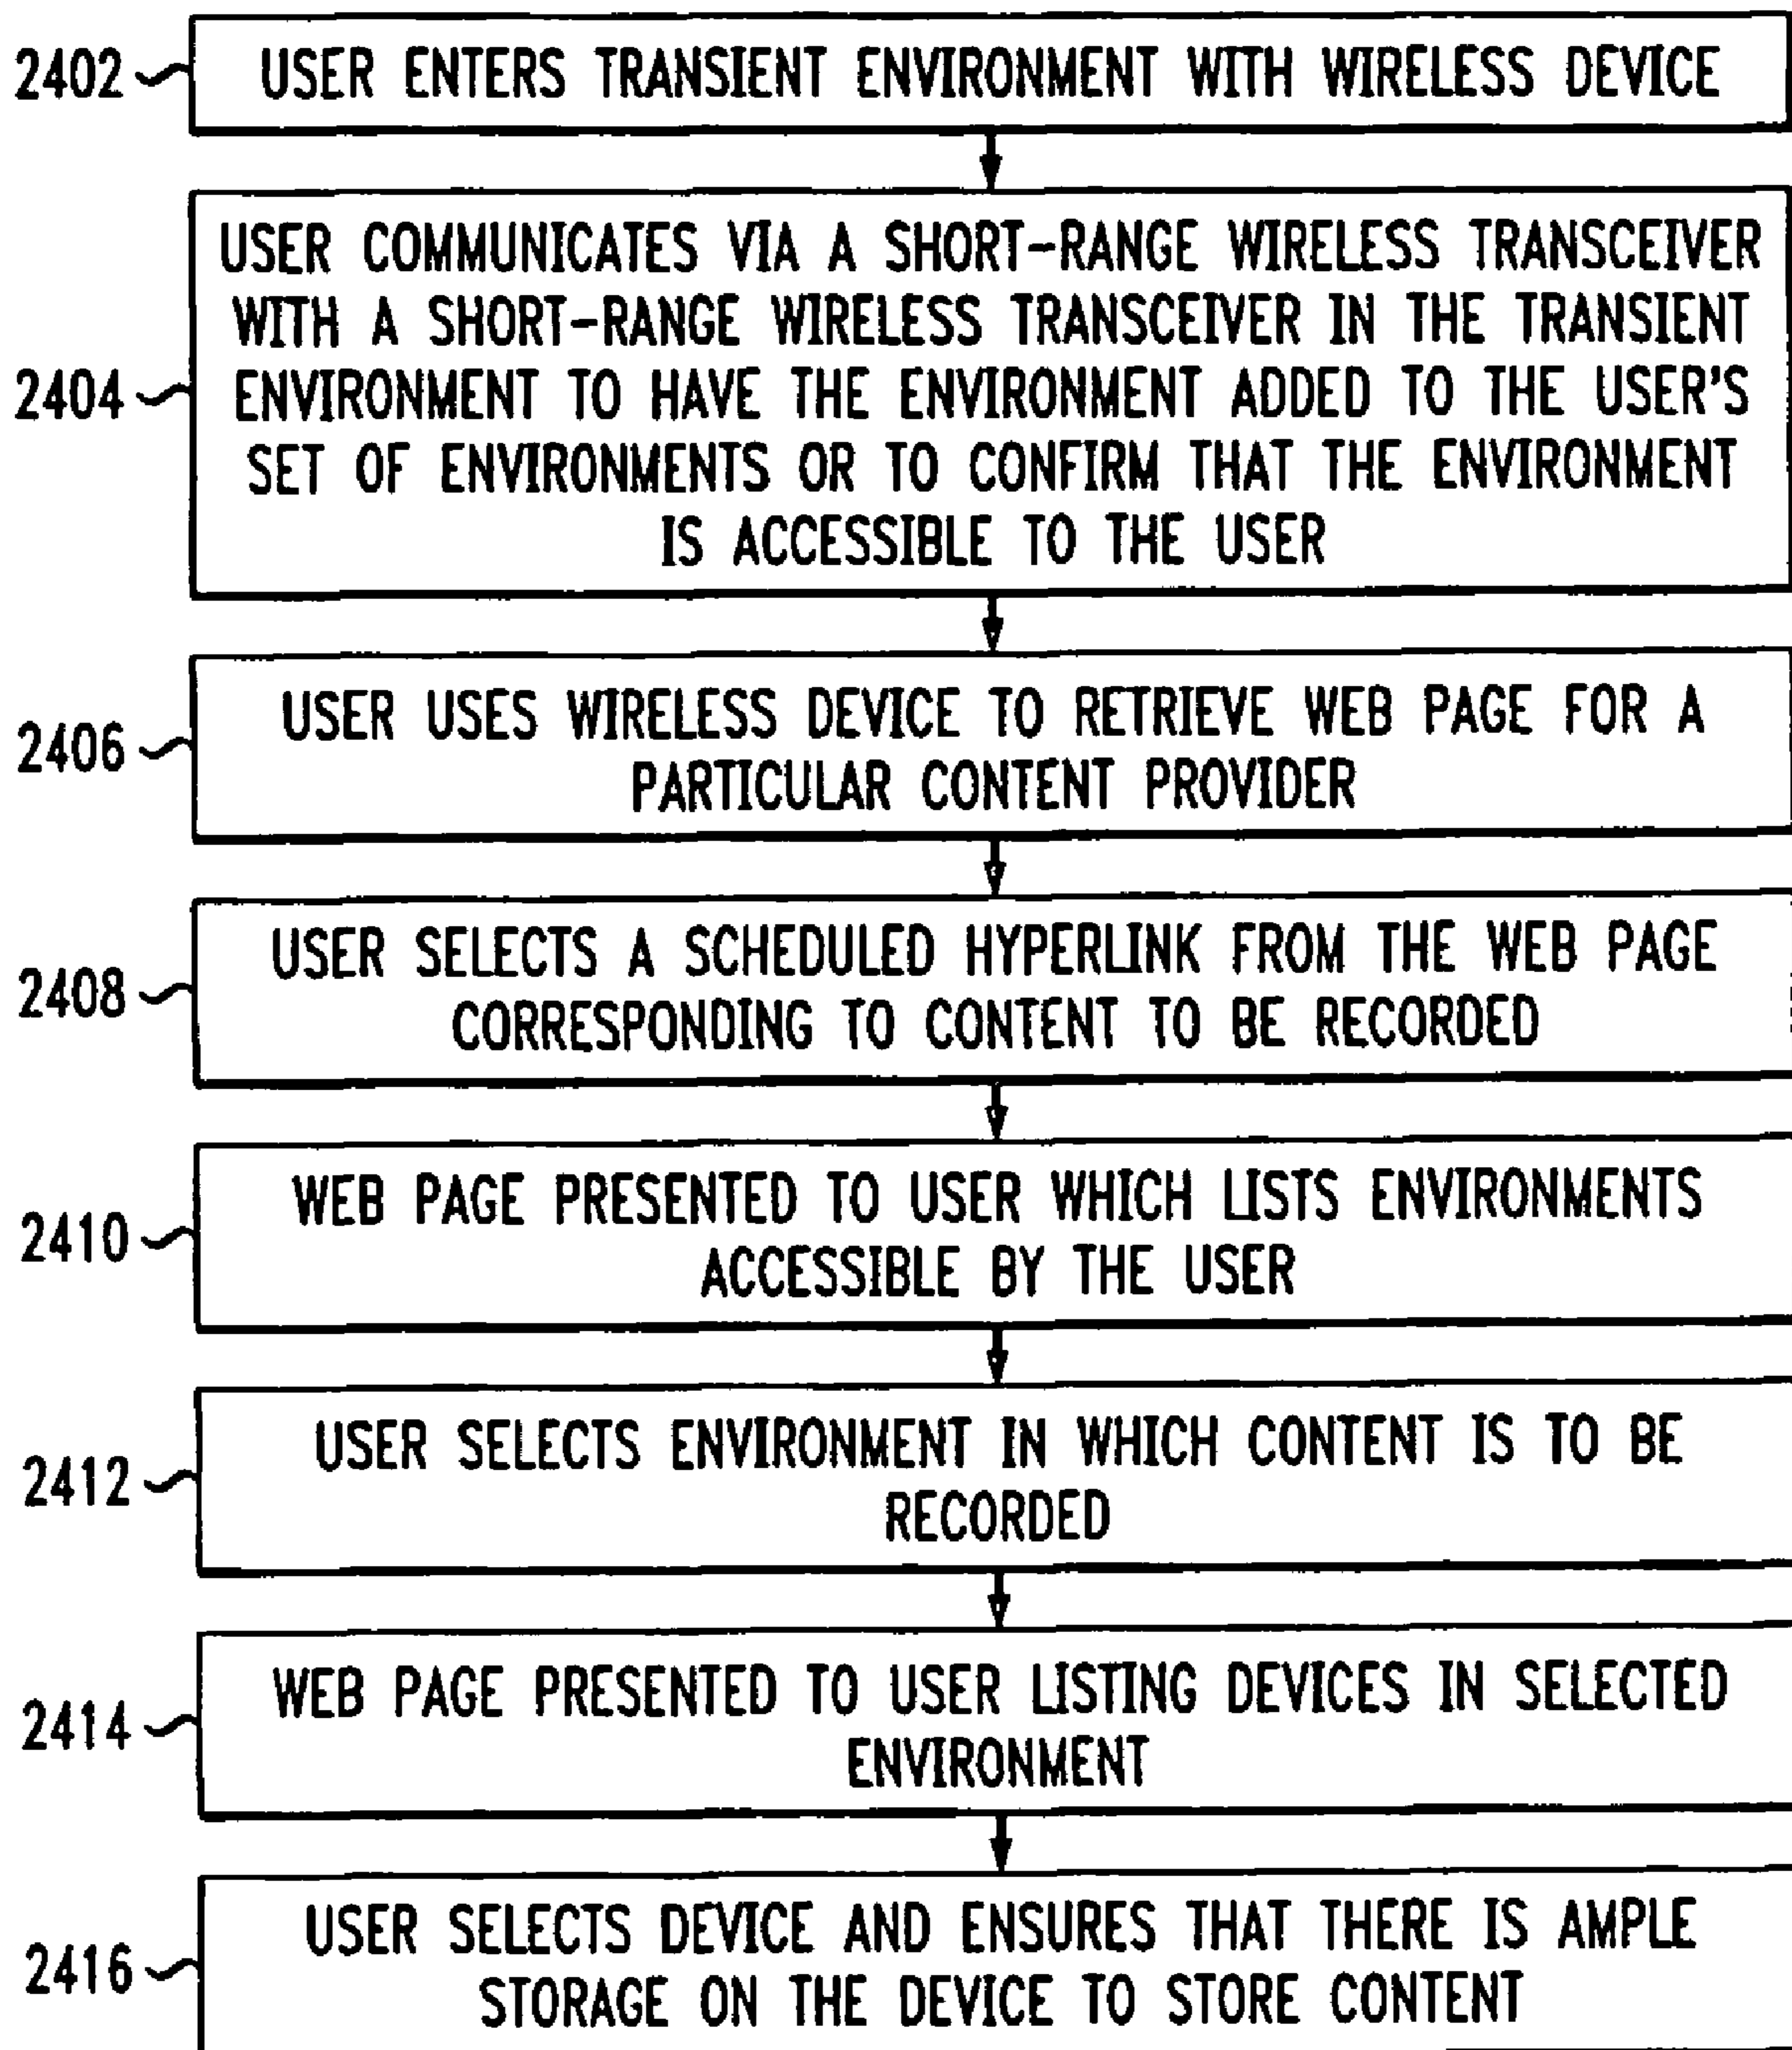 2402 USER ENTERS TRANSIENT ENVIRONMENT WITH WIRELESS DEVICE
USER COMMUNICATES VIA A SHORT-RANGE WIRELESS TRANSCEIVER
WITH A SHORT-RANGE WIRELESS TRANSCEIVER IN THE TRANSIENT
2404 ENVIRONMENT TO HAVE THE ENVIRONMENT ADDED TO THE USER'S
SET OF ENVIRONMENTS OR TO CONFIRM THAT THE ENVIRONMENT
IS ACCESSIBLE TO THE USER
2406 USER USES WIRELESS DEVICE TO RETRIEVE WEB PAGE FOR A
PARTICULAR CONTENT PROVIDER
2408 USER SELECTS A SCHEDULED HYPERLINK FROM THE WEB PAGE
CORRESPONDING TO CONTENT TO BE RECORDED
2410 WEB PAGE PRESENTED TO USER WHICH LISTS ENVIRONMENTS
ACCESSIBLE BY THE USER
2412 USER SELECTS ENVIRONMENT IN WHICH CONTENT IS TO BE
RECORDED
2414 WEB PAGE PRESENTED TO USER LISTING DEVICES IN SELECTED
ENVIRONMENT
2416 USER SELECTS DEVICE AND ENSURES THAT THERE IS AMPLE
STORAGE ON THE DEVICE TO STORE CONTENT